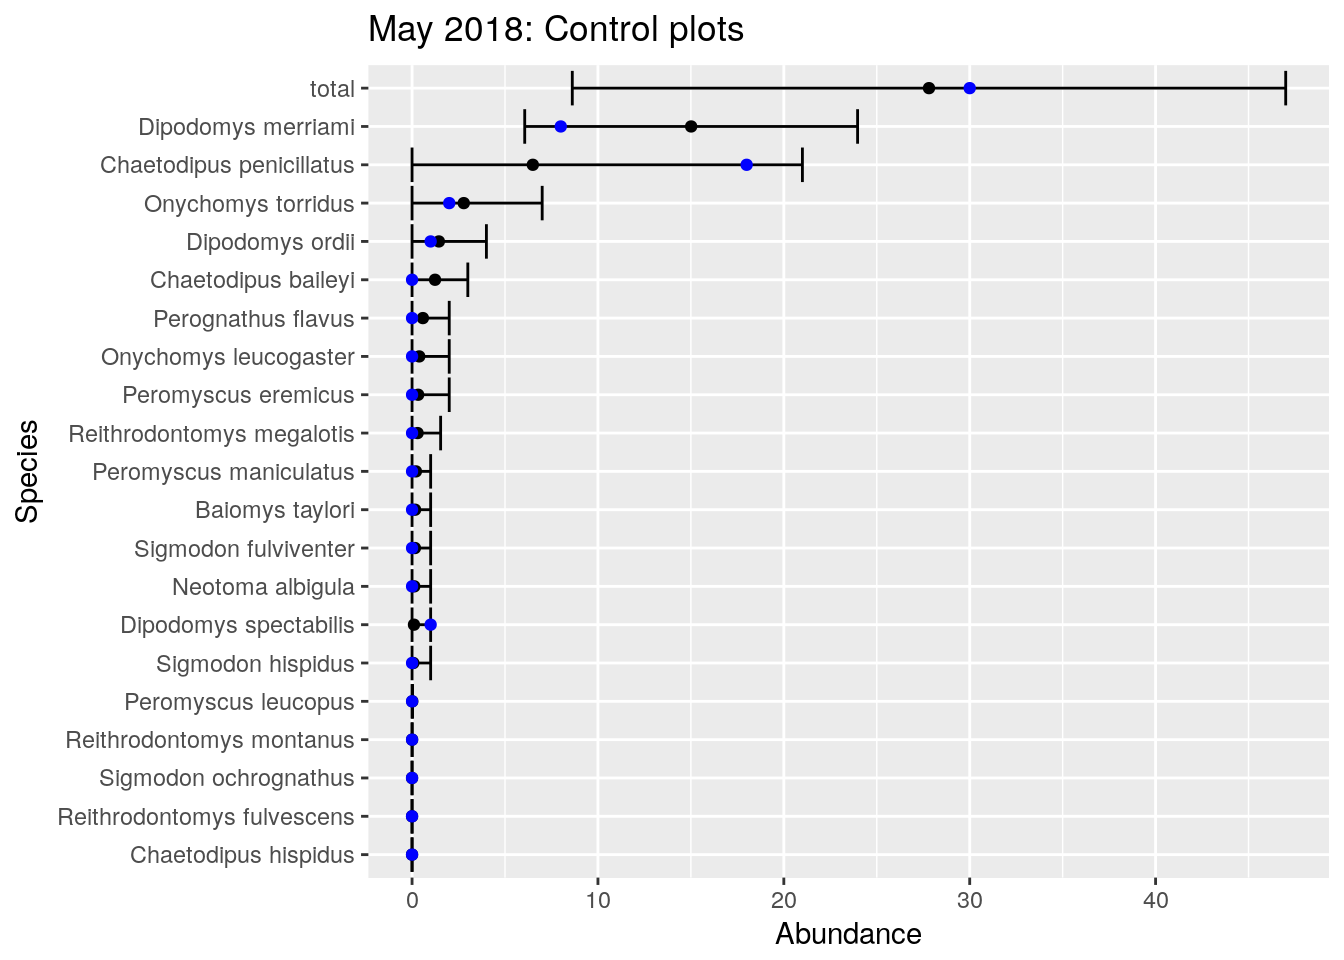 May 2018: Control plots
total
Dipodomys merriami
Chaetodipus penicillatus
Onychomys torridus
Dipodomys ordii
Chaetodipus baileyi
Perognathus flavus
Onychomys leucogaster
Peromyscus eremicus
Reithrodontomys megalotis
Peromyscus maniculatus
Baiomys taylori
Sigmodon fulviventer
Neotoma albigula
Dipodomys spectabilis
Sigmodon hispidus
Peromyscus leucopus
Reithrodontomys montanus
Sigmodon ochrognathus
Reithrodontomys fulvescens
Chaetodipus hispidus
Species
0 10 20 30 40
Abundance